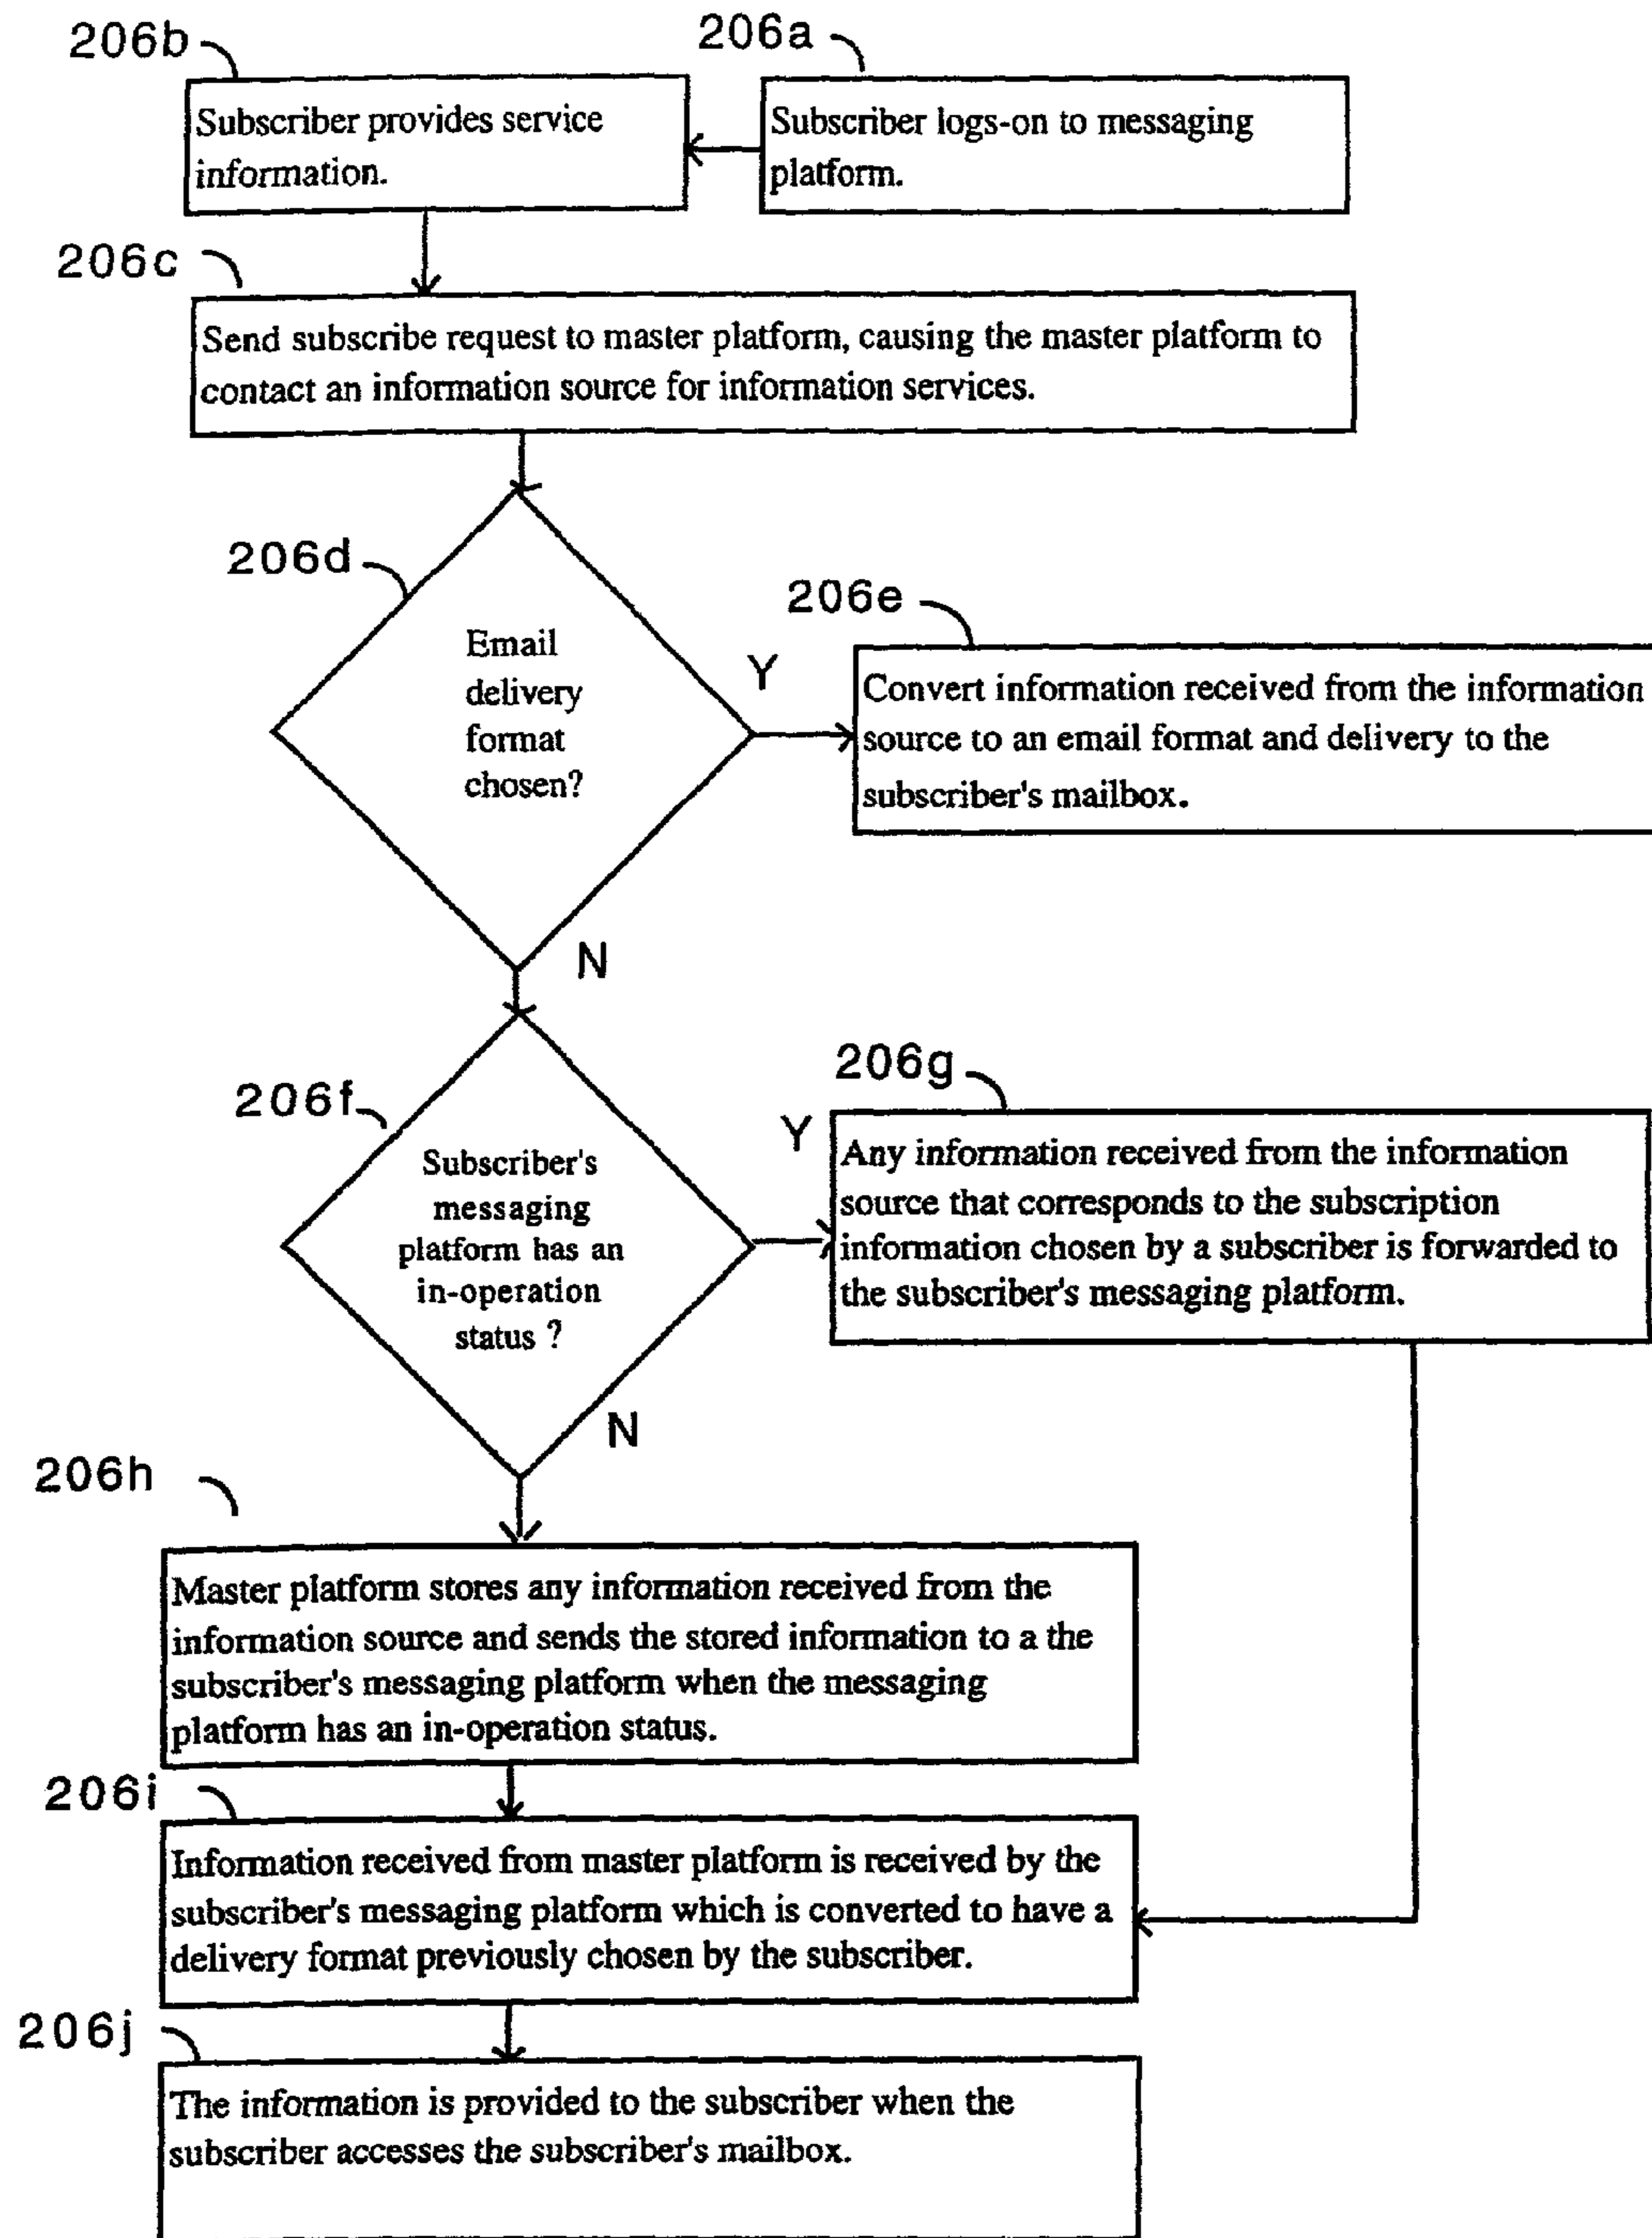 206b
206a
Subscriber provides service
information.
Subscriber logs-on to messaging
platform.
206c
Send subscribe request to master platform, causing the master platform to
contact an information source for information services.
206d
Email
delivery
format
chosen?
Y
N
206e
Convert information received from the information
source to an email format and delivery to the
subscriber's mailbox.
206f
Subscriber's
messaging
platform has an
in-operation
status ?
Y
N
206g
Any information received from the information
source that corresponds to the subscription
information chosen by a subscriber is forwarded to
the subscriber's messaging platform.
206h
Master platform stores any information received from the
information source and sends the stored information to a the
subscriber's messaging platform when the messaging
platform has an in-operation status.
206i
Information received from master platform is received by the
subscriber's messaging platform which is converted to have a
delivery format previously chosen by the subscriber.
206j
The information is provided to the subscriber when the
subscriber accesses the subscriber's mailbox.